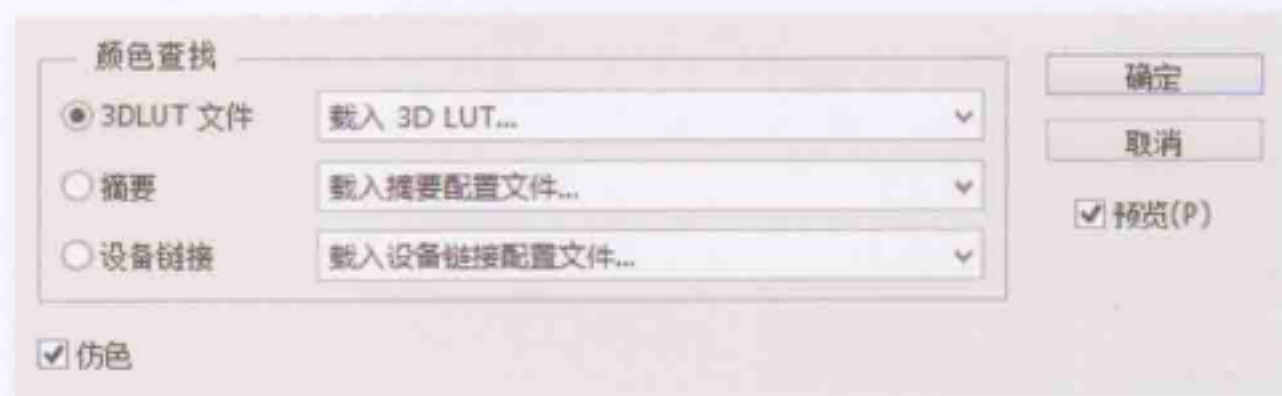 颜色查找
3DLUT 文件 载入 3D LUT... 确定
摘要 载入摘要配置文件... 取消
设备链接 载入设备链接配置文件... 预览(P)
仿色